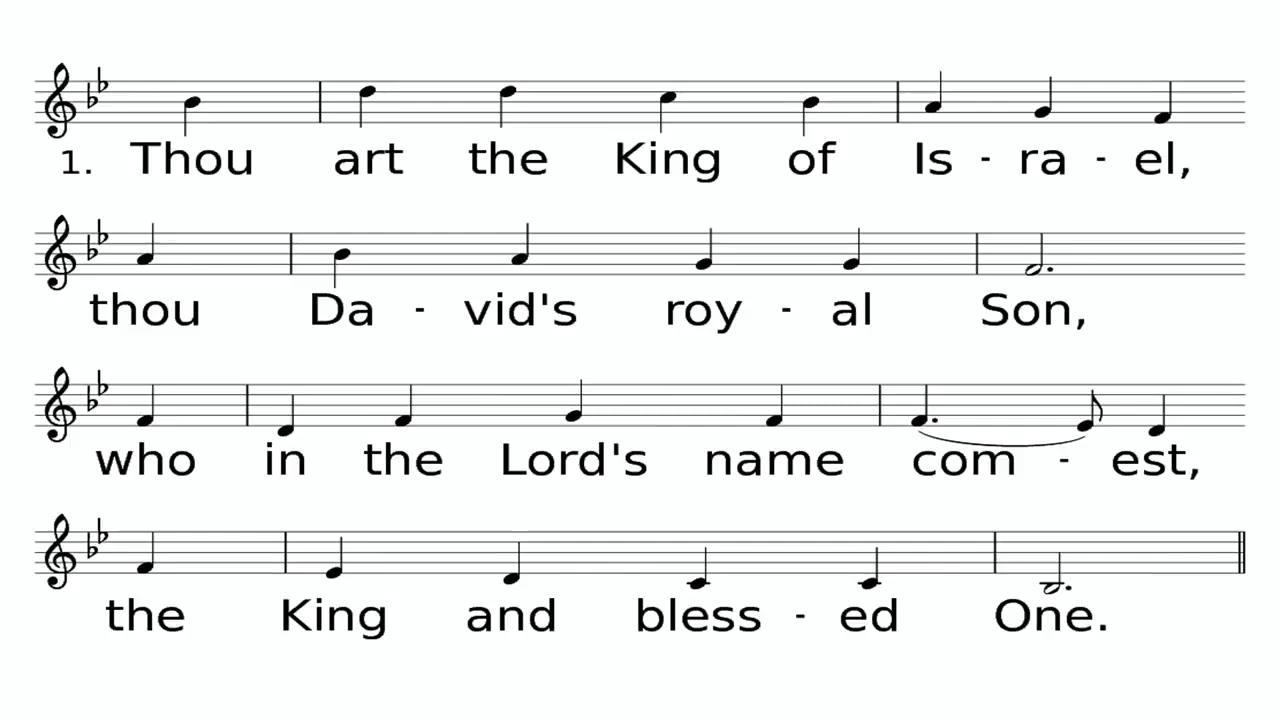 1. Thou art the King of Is - ra - el,
thou Da - vid's roy - al Son,
who in the Lord's name com - est,
the King and bless - ed One.